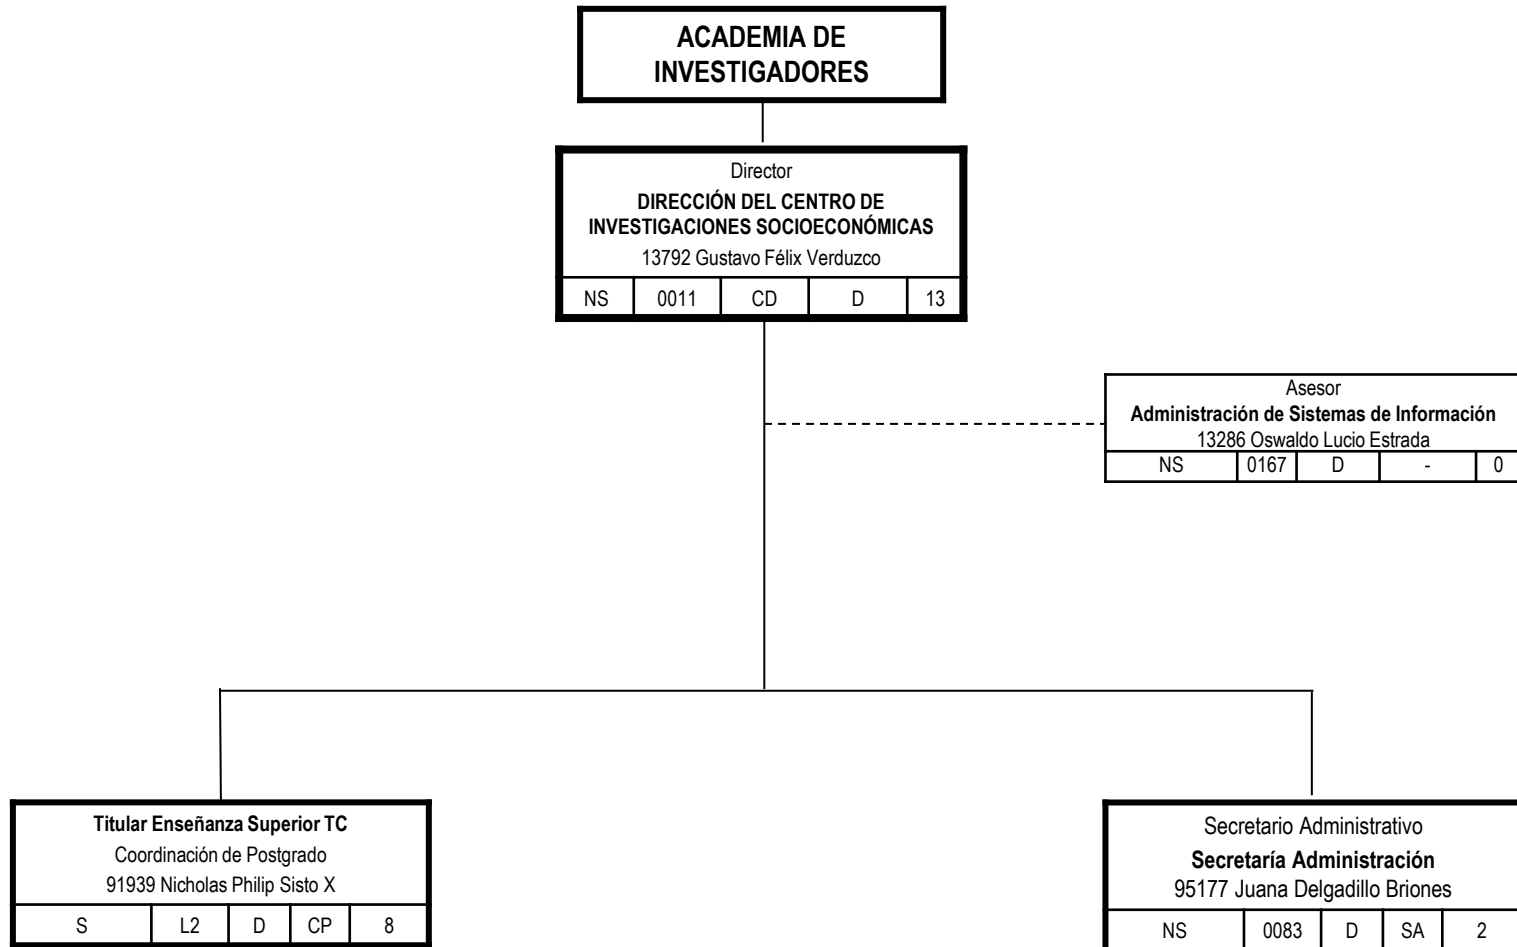 ACADEMIA DE
INVESTIGADORES
Director
DIRECCIÓN DEL CENTRO DE
INVESTIGACIONES SOCIOECONÓMICAS
13792 Gustavo Félix Verduzco
NS 0011 CD D 13
Asesor
Administración de Sistemas de Información
13286 Oswaldo Lucio Estrada
NS 0167 D - 0
Titular Enseñanza Superior TC
Coordinación de Postgrado
91939 Nicholas Philip Sisto X
S L2 D CP 8
Secretario Administrativo
Secretaría Administración
95177 Juana Delgadillo Briones
NS 0083 D SA 2